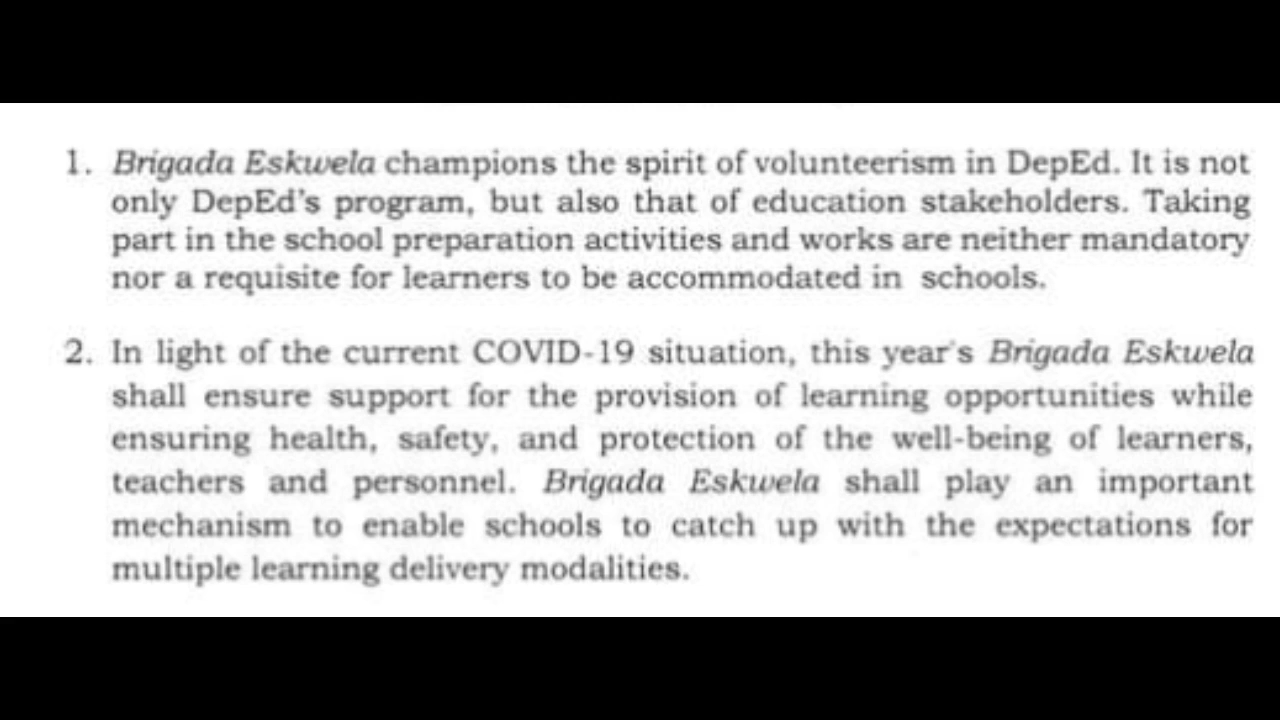 1. Brigada Eskwela champions the spirit of volunteerism in DepEd. It is not
only DepEd's program, but also that of education stakeholders. Taking
part in the school preparation activities and works are neither mandatory
nor a requisite for learners to be accommodated in schools.
2. In light of the current COVID-19 situation, this year's Brigada Eskwela
shall ensure support for the provision of learning opportunities while
ensuring health, safety, and protection of the well-being of learners,
teachers and personnel. Brigada Eskwela shall play an important
mechanism to enable schools to catch up with the expectations for
multiple learning delivery modalities.